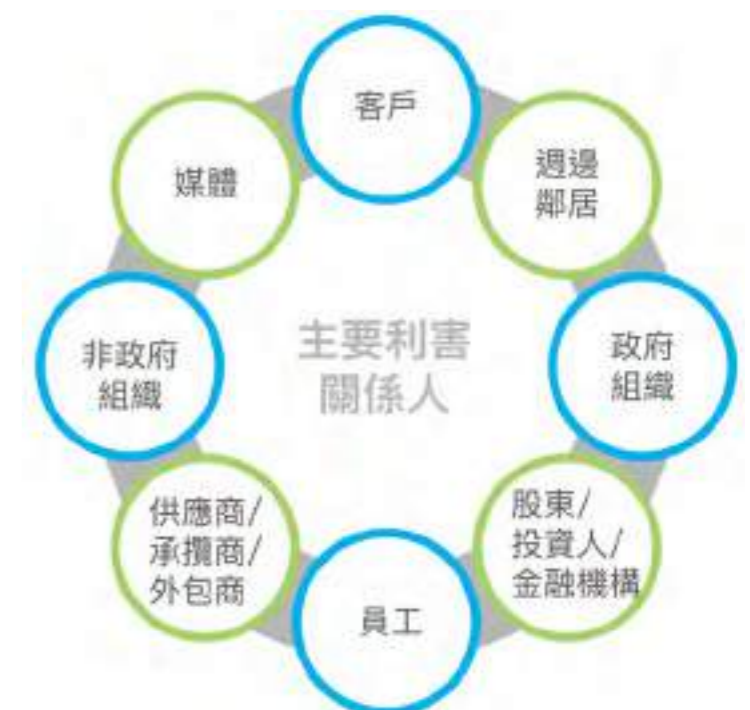 客戶
週邊
鄰居
政府
組織
股東/
投資人/
金融機構
員工
供應商/
承攬商/
外包商
非政府
組織
媒體
主要利害
關係人